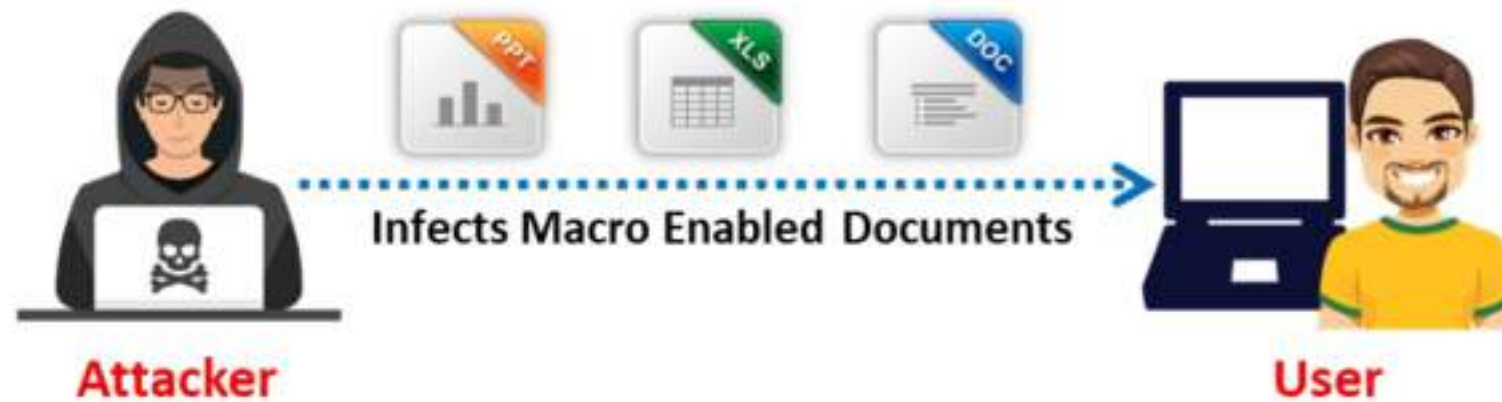 PPT
XLS
DOC
Infects Macro Enabled Documents
Attacker
User